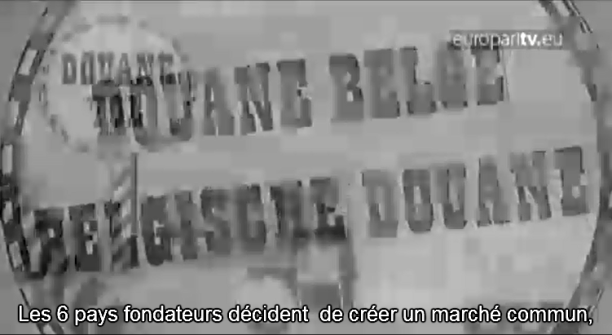 europarltv.eu
DOUANE
DOUANE BELGE
BELGISCHE DOUANE
Les 6 pays fondateurs décident de créer un marché commun,